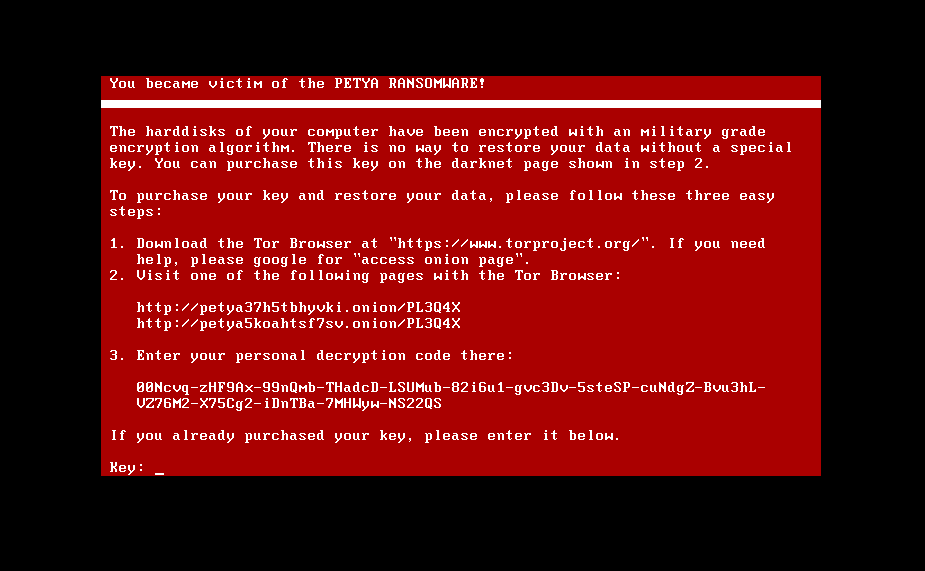 You became victim of the PETYA RANSOMWARE!
The harddisks of your computer have been encrypted with an military grade
encryption algorithm. There is no way to restore your data without a special
key. You can purchase this key on the darknet page shown in step 2.
To purchase your key and restore your data, please follow these three easy
steps:
1. Download the Tor Browser at "https://www.torproject.org/". If you need
help, please google for "access onion page".
2. Visit one of the following pages with the Tor Browser:
http://petya37h5tbhyvki.onion/PL3Q4X
http://petya5koahtsf7sv.onion/PL3Q4X
3. Enter your personal decryption code there:
00Ncvq-zHF9Ax-99nQmb-THadcD-LSUMub-82i6u1-gvc3Dv-5steSP-cuNdgZ-Bvu3hL-
VZ76M2-X75Cg2-iDnTBa-7MHWyw-NS22QS
If you already purchased your key, please enter it below.
Key: _